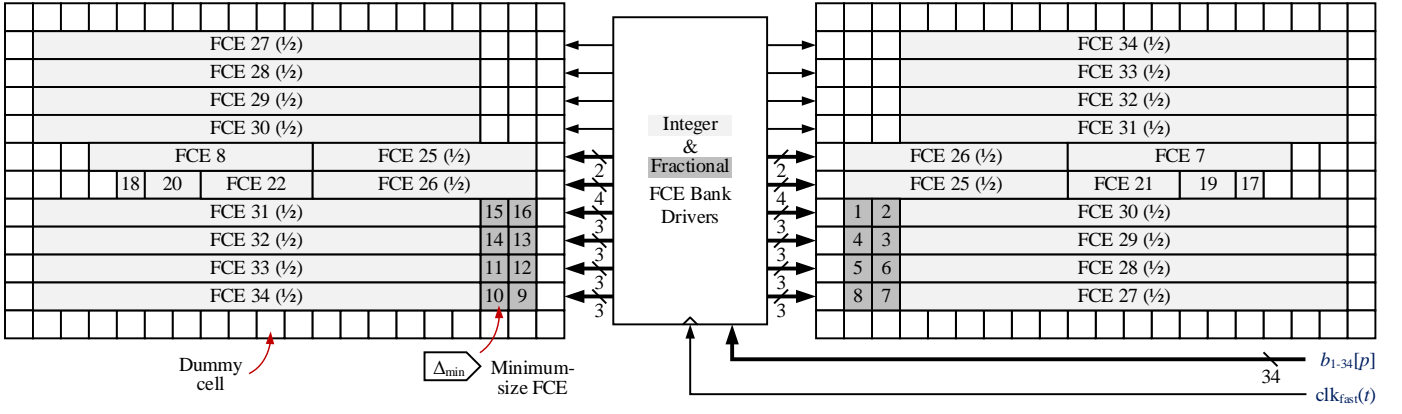 FCE 27 (½) FCE 34 (½)
FCE 28 (½) FCE 33 (½)
FCE 29 (½) FCE 32 (½)
FCE 30 (½) Integer FCE 31 (½)
FCE 8 FCE 25 (½) 2 & 2 FCE 26 (½) FCE 7
18 20 FCE 22 FCE 26 (½) 4 Fractional 4 FCE 25 (½) FCE 21 19 17
FCE 31 (½) 15 16 3 FCE Bank 3 1 2 FCE 30 (½)
FCE 32 (½) 14 13 3 Drivers 3 4 3 FCE 29 (½)
FCE 33 (½) 11 12 3 3 5 6 FCE 28 (½)
FCE 34 (½) 10 9 3 3 8 7 FCE 27 (½)
Dummy
cell
Δmin
Minimum-
size FCE
34
b1-34[p]
clkfast(t)